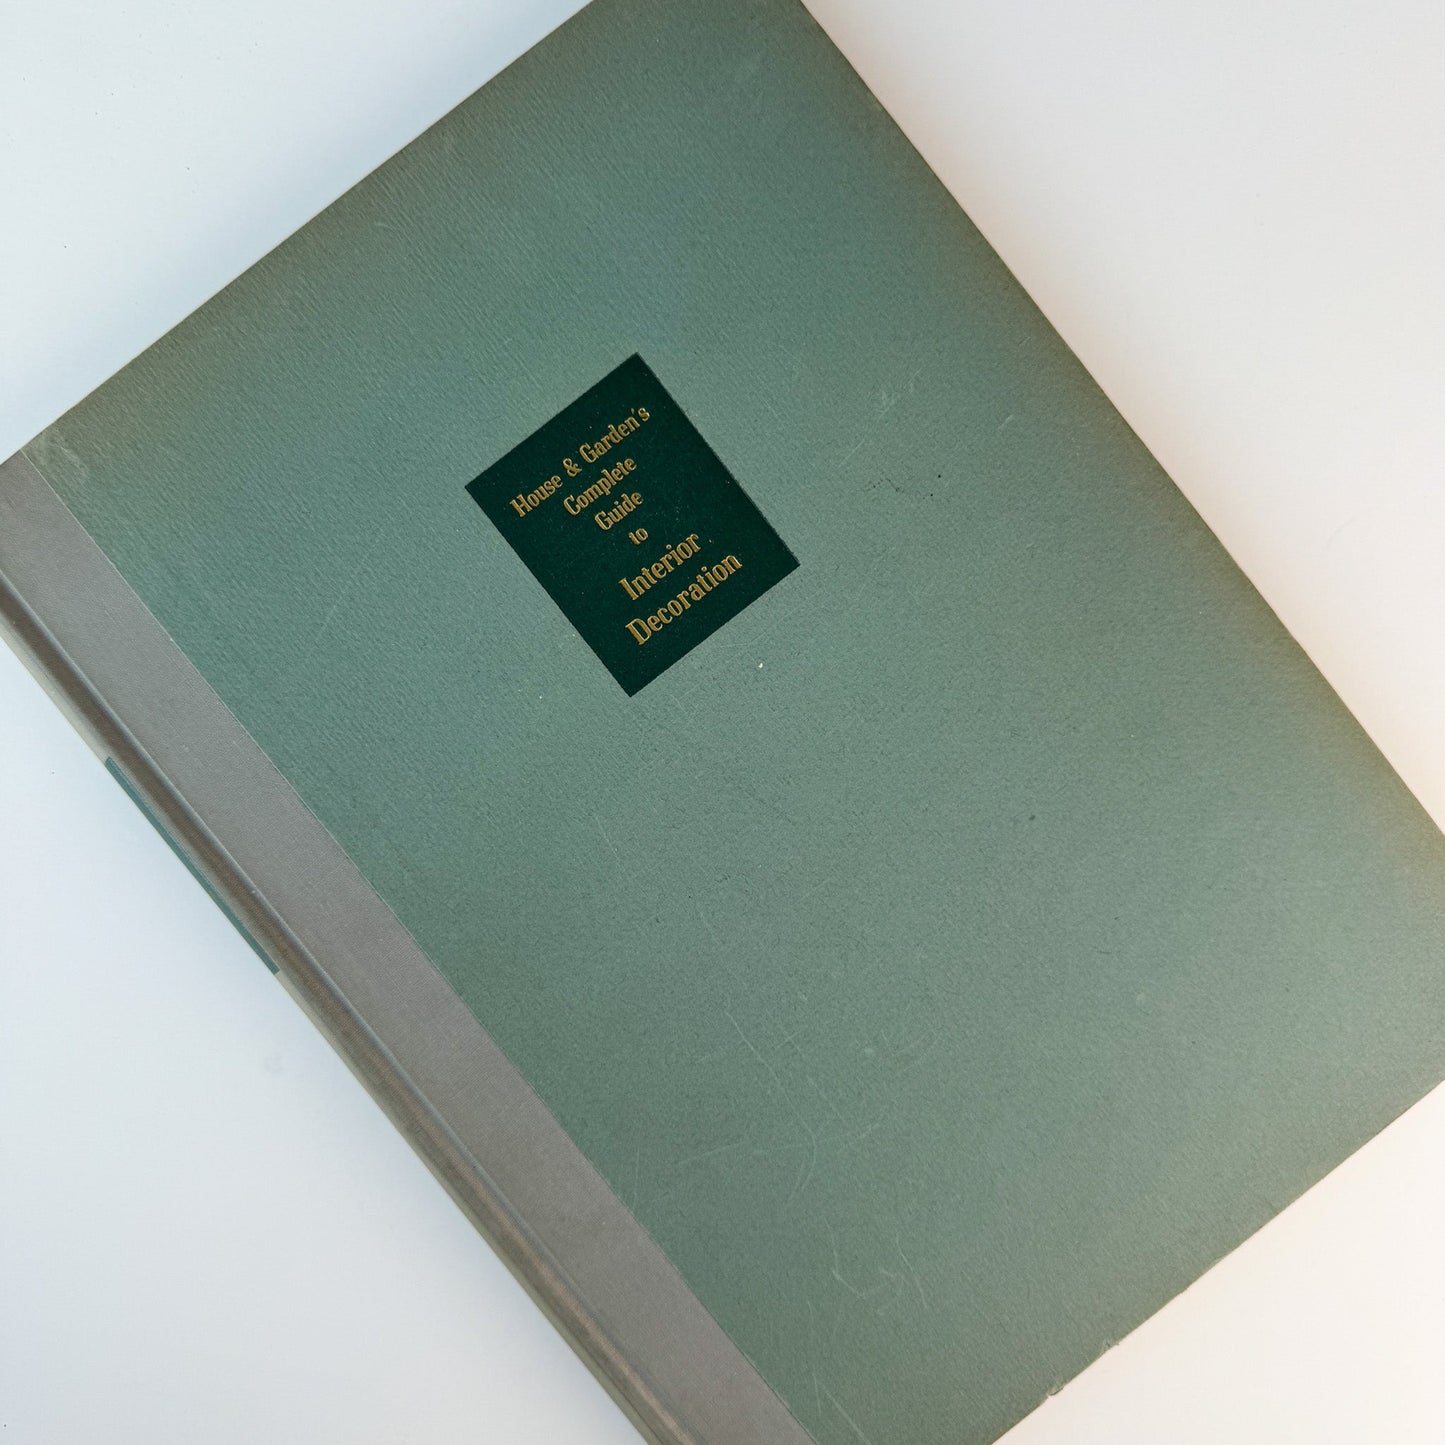 House & Garden's
Complete
Guide
to
Interior
Decoration